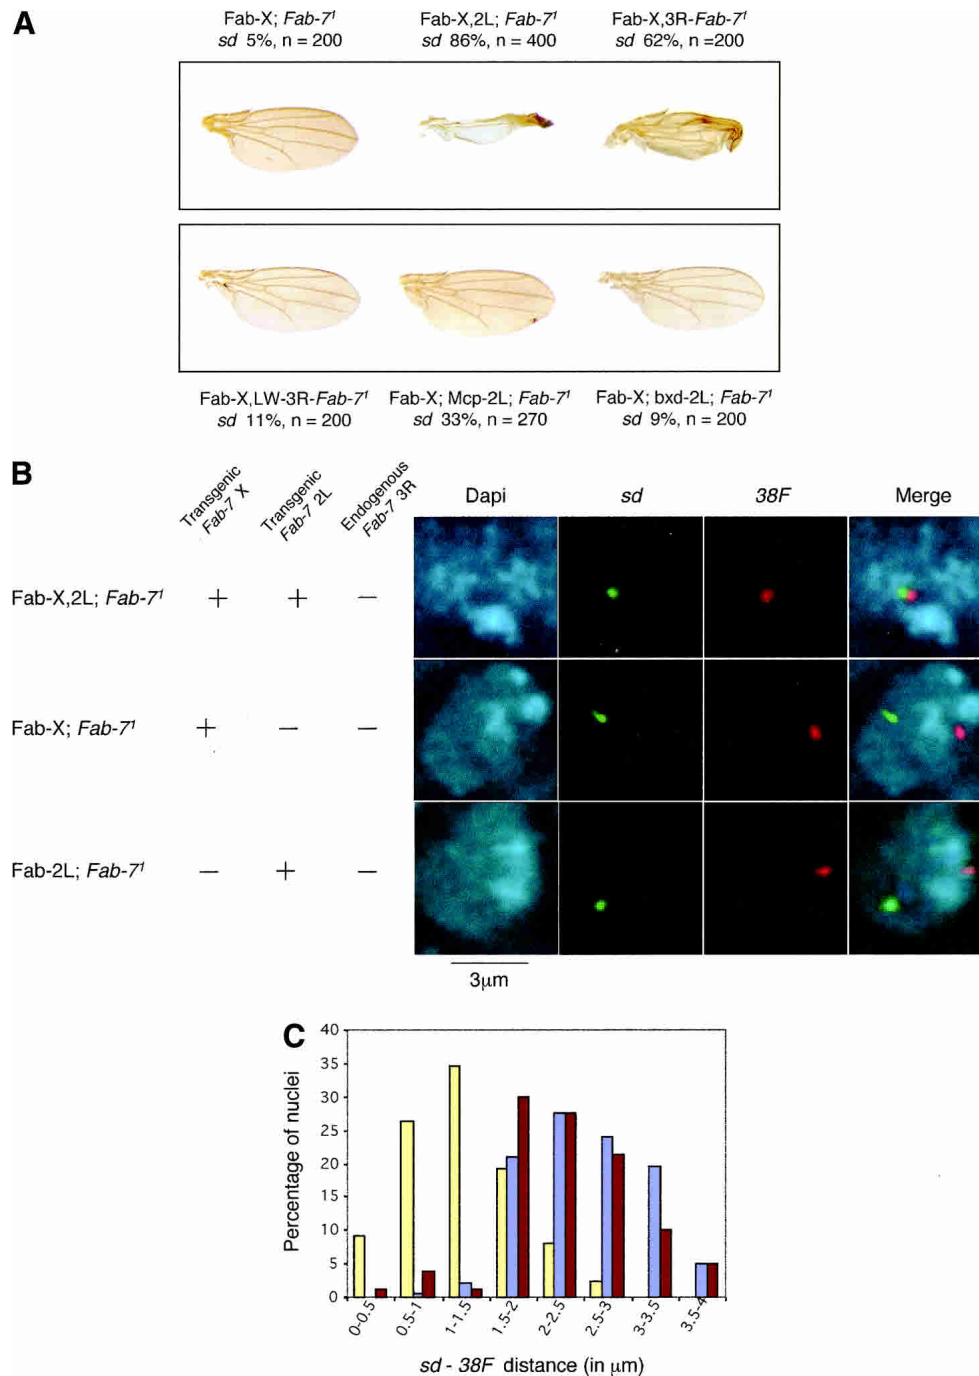 A
Fab-X; Fab-7¹
sd 5%, n = 200
Fab-X,2L; Fab-7¹
sd 86%, n = 400
Fab-X,3R-Fab-7¹
sd 62%, n =200
Fab-X,LW-3R-Fab-7¹
sd 11%, n = 200
Fab-X; Mcp-2L; Fab-7¹
sd 33%, n = 270
Fab-X; bxd-2L; Fab-7¹
sd 9%, n = 200
B
Transgenic
Fab-7 X
Transgenic
Fab-7 2L
Endogenous
Fab-7 3R
Dapi
sd
38F
Merge
Fab-X,2L; Fab-7¹ + + −
Fab-X; Fab-7¹ + − −
Fab-2L; Fab-7¹ − + −
3μm
C
Percentage of nuclei
40
35
30
25
20
15
10
5
0
0-0.5
0.5-1
1-1.5
1.5-2
2-2.5
2.5-3
3-3.5
3.5-4
sd - 38F distance (in μm)